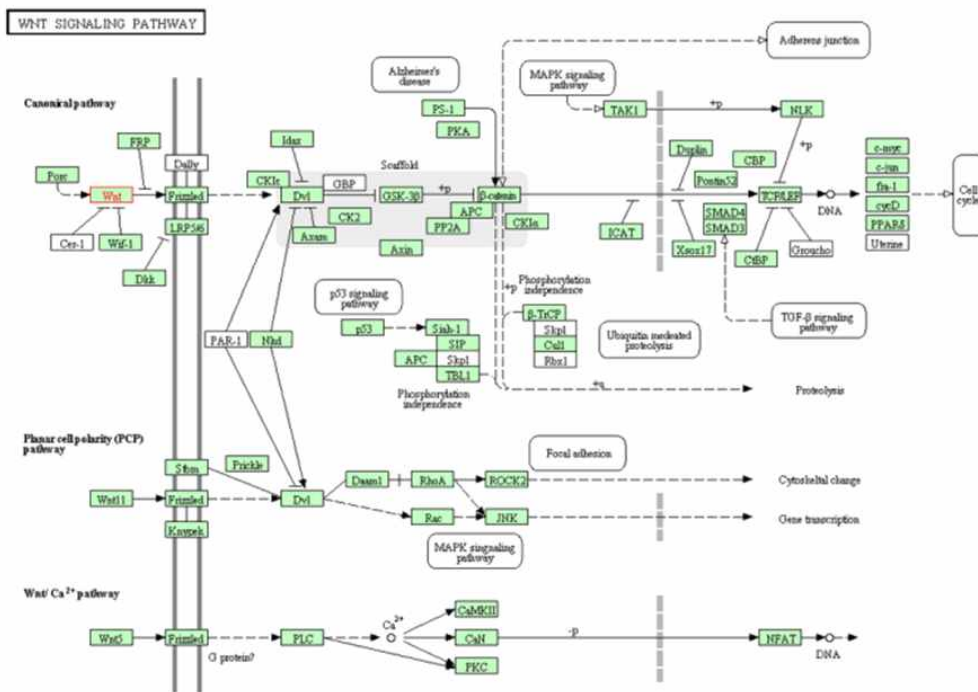 WNT SIGNALING PATHWAY
Adherens junction
Alzheimer's
disease
MAPK signaling
pathway
Canonical pathway
PS-1
PKA
TAK1
+p
NLK
FRP
Idax
Scaffold
Duplin
CBP
+p
c-myc
Porc
Dally
CKIε
GBP
Pontin52
c-jun
Wnt
Frizzled
Dvl
GSK-3β
+p
β-catenin
TCF/LEF
DNA
fra-1
Cell
cycle
LRP5/6
CK2
APC
SMAD4
cycD
Cer-1
Wif-1
Axam
PP2A
CKIα
ICAT
SMAD3
PPARδ
Axin
Xsox17
CtBP
Groucho
Uterine
Dkk
p53 signaling
pathway
+p
Phosphorylation
independence
TGF-β signaling
pathway
p53
Siah-1
β-TrCP
PAR-1
Nkd
SIP
Skp1
Ubiquitin mediated
proteolysis
APC
Skp1
Cul1
TBL1
Rbx1
Phosphorylation
independence
+u
Proteolysis
Planar cell polarity (PCP)
pathway
Stbm
Prickle
Focal adhesion
Daam1
RhoA
ROCK2
Cytoskeltal change
Wnt11
Frizzled
Dvl
Rac
JNK
Gene transcription
Knypek
MAPK singnaling
pathway
Wnt/ Ca2+ pathway
CaMKII
Ca2+
Wnt5
Frizzled
PLC
CaN
-p
NFAT
DNA
G protein?
PKC